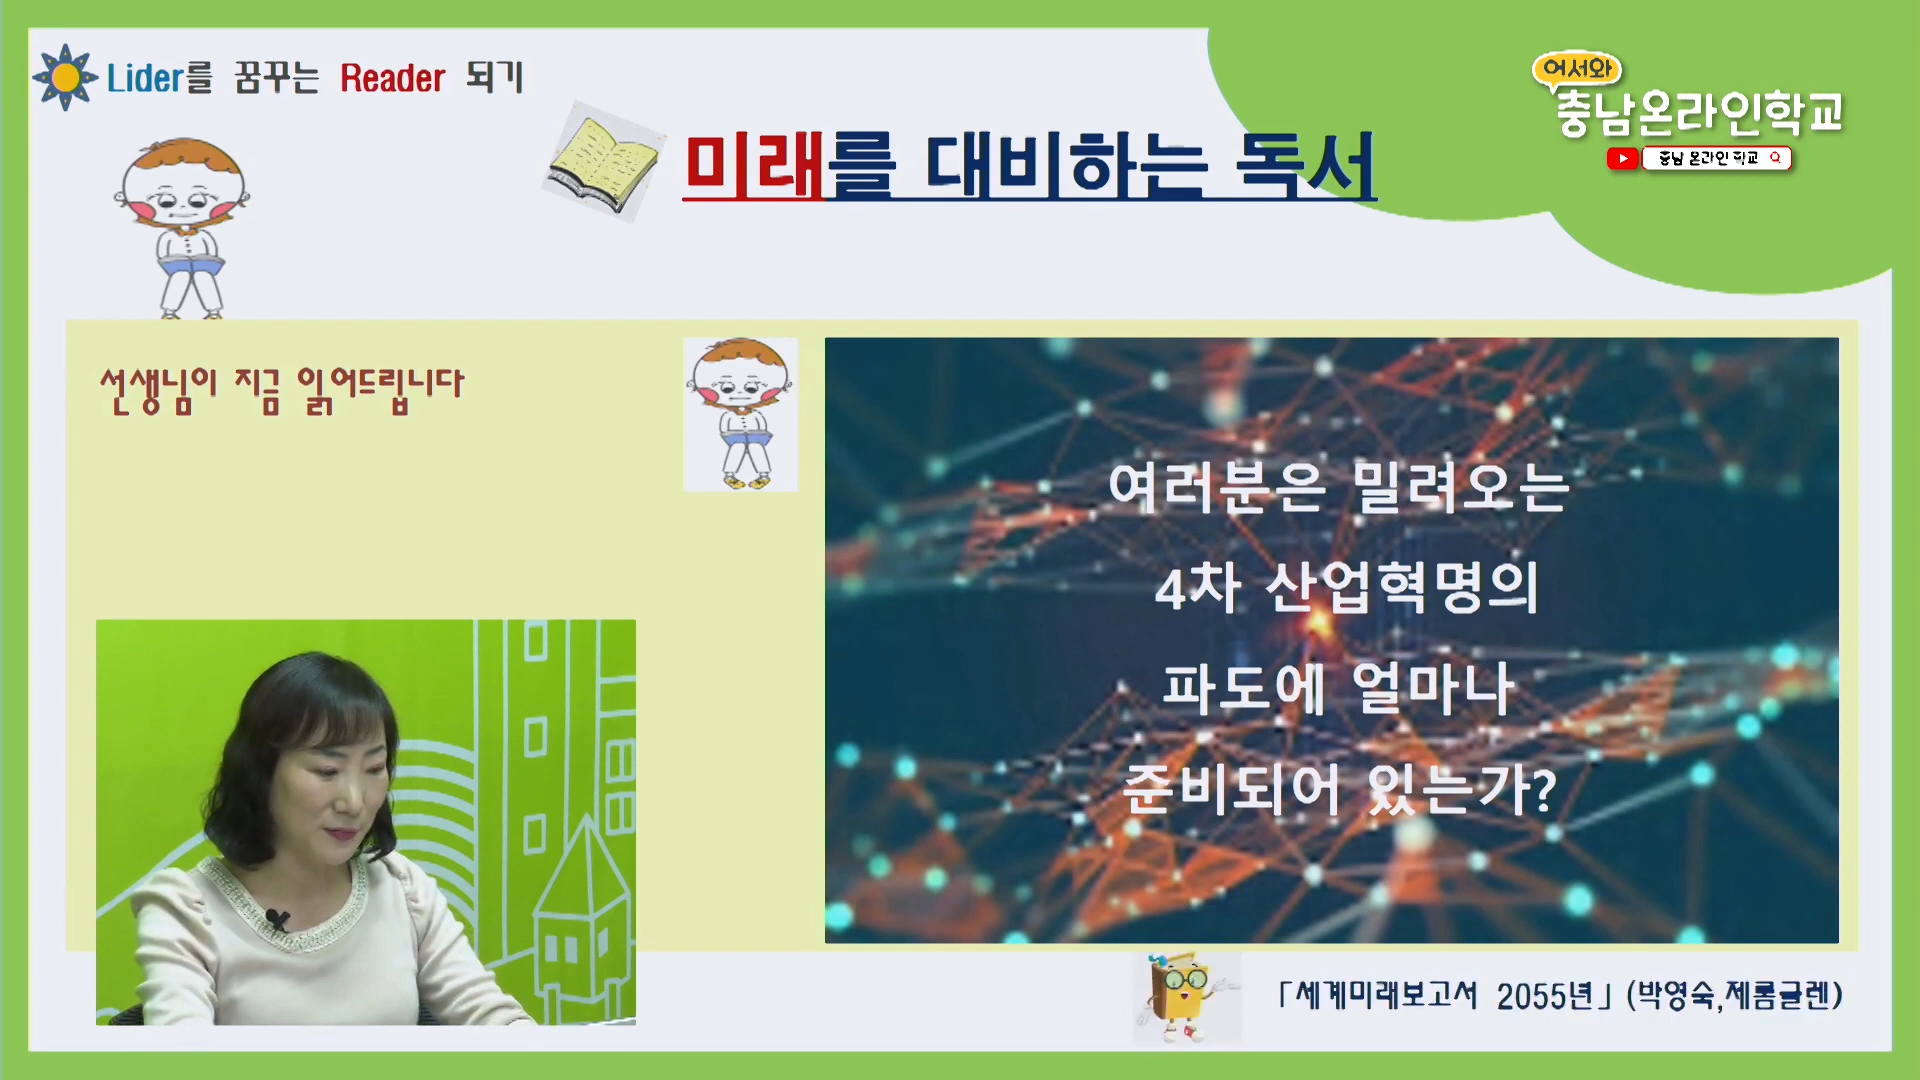 Lider를 꿈꾸는 Reader 되기
어서와
충남온라인학교
충남 온라인 학교
미래를 대비하는 독서
선생님이 지금 읽어드립니다
여러분은 밀려오는
4차 산업혁명의
파도에 얼마나
준비되어 있는가?
「세계미래보고서 2055년」(박영숙,제롬글렌)